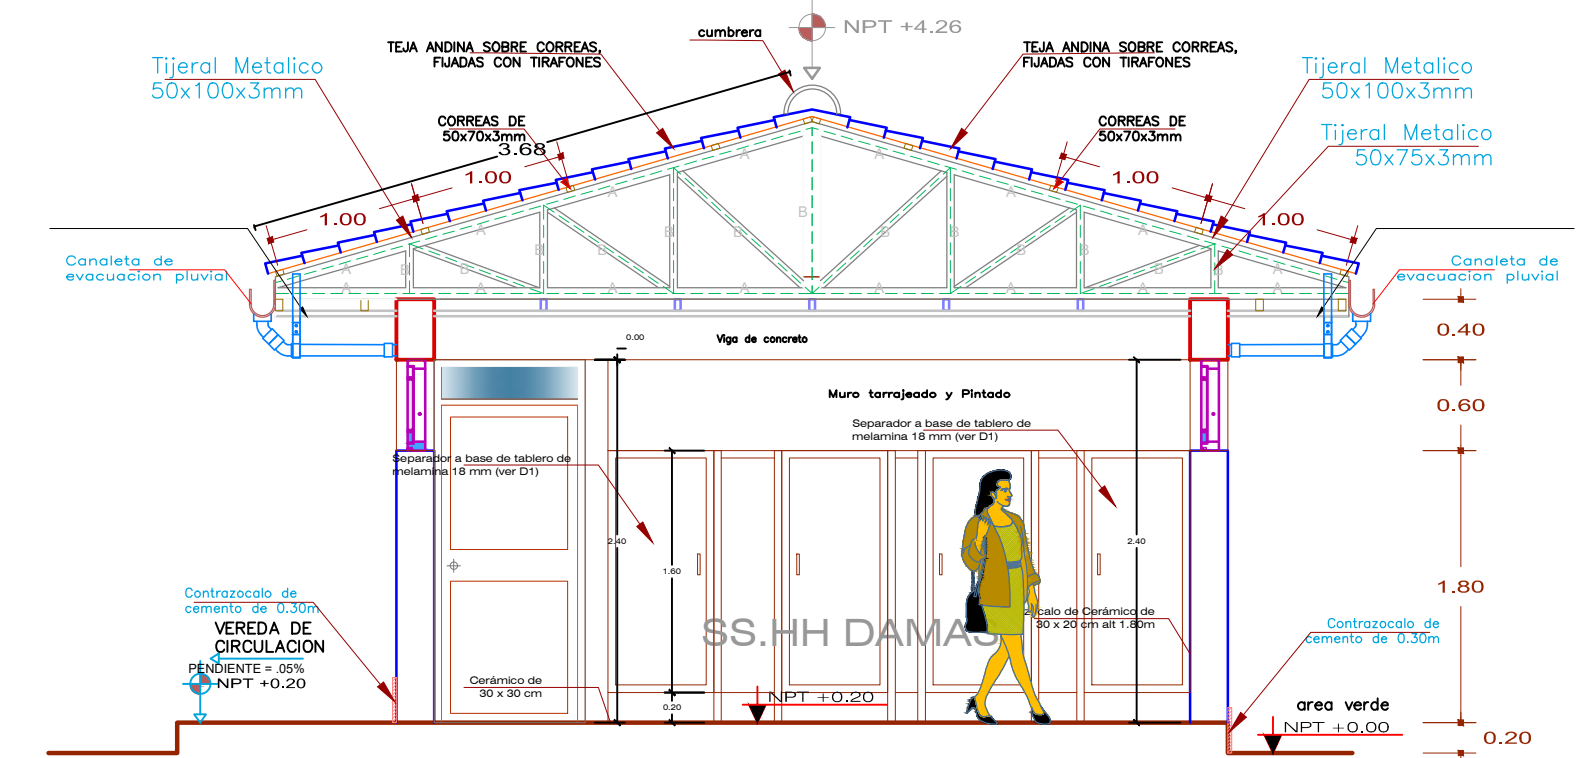 NPT +4.26
cumbrera
TEJA ANDINA SOBRE CORREAS,
FIJADAS CON TIRAFONES
TEJA ANDINA SOBRE CORREAS,
FIJADAS CON TIRAFONES
Tijeral Metalico
50x100x3mm
Tijeral Metalico
50x100x3mm
CORREAS DE
50x70x3mm
3.68
CORREAS DE
50x70x3mm
Tijeral Metalico
50x75x3mm
1.00
1.00
1.00
1.00
A
A
A
A
B
A
A
B
B
B
B
B
B
B
B
A
A
B
B
B
B
A
A
A
A
A
A
Canaleta de
evacuacion pluvial
Canaleta de
evacuacion pluvial
0.40
0.00
Viga de concreto
0.60
Muro tarrajeado y Pintado
Separador a base de tablero de
melamina 18 mm (ver D1)
Separador a base de tablero de
melamina 18 mm (ver D1)
2.40
2.40
1.60
1.80
Contrazocalo de
cemento de 0.30m
VEREDA DE
CIRCULACION
PENDIENTE = .05%
NPT +0.20
SS.HH DAMAS
calo de Cerámico de
30 x 20 cm alt 1.80m
Contrazocalo de
cemento de 0.30m
Cerámico de
30 x 30 cm
0.20
NPT +0.20
area verde
NPT +0.00
0.20